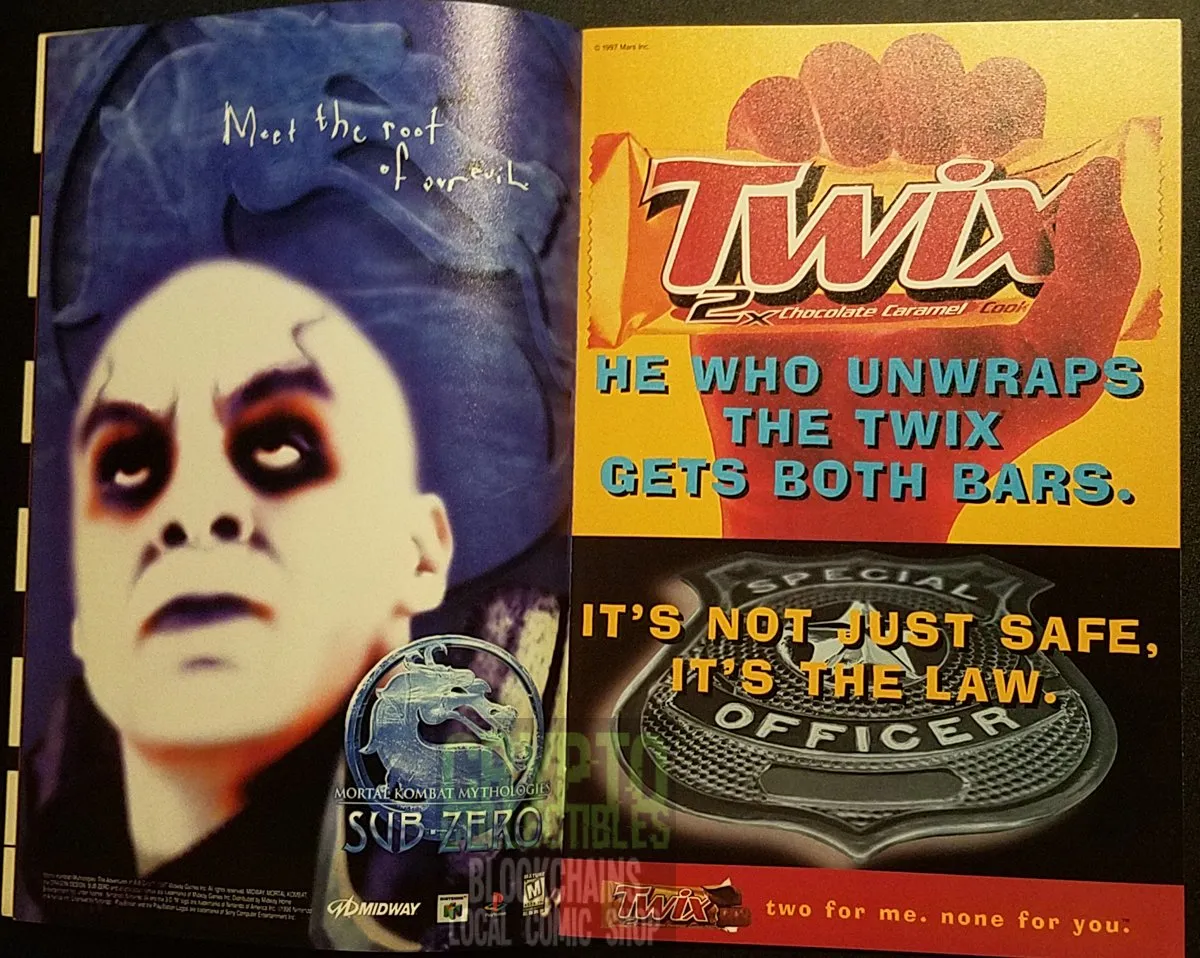 Meet the root
of our evil.
MORTAL KOMBAT MYTHOLOGIES
SUB-ZERO
MIDWAY
M
© 1997 Mars Inc.
TWIX
2x Chocolate Caramel Cook
HE WHO UNWRAPS
THE TWIX
GETS BOTH BARS.
SPECIAL
IT'S NOT JUST SAFE,
IT'S THE LAW.
OFFICER
TWIX
two for me. none for you.™
CRYPTO
BLOCKCHAINS
LOCAL COMIC SHOP